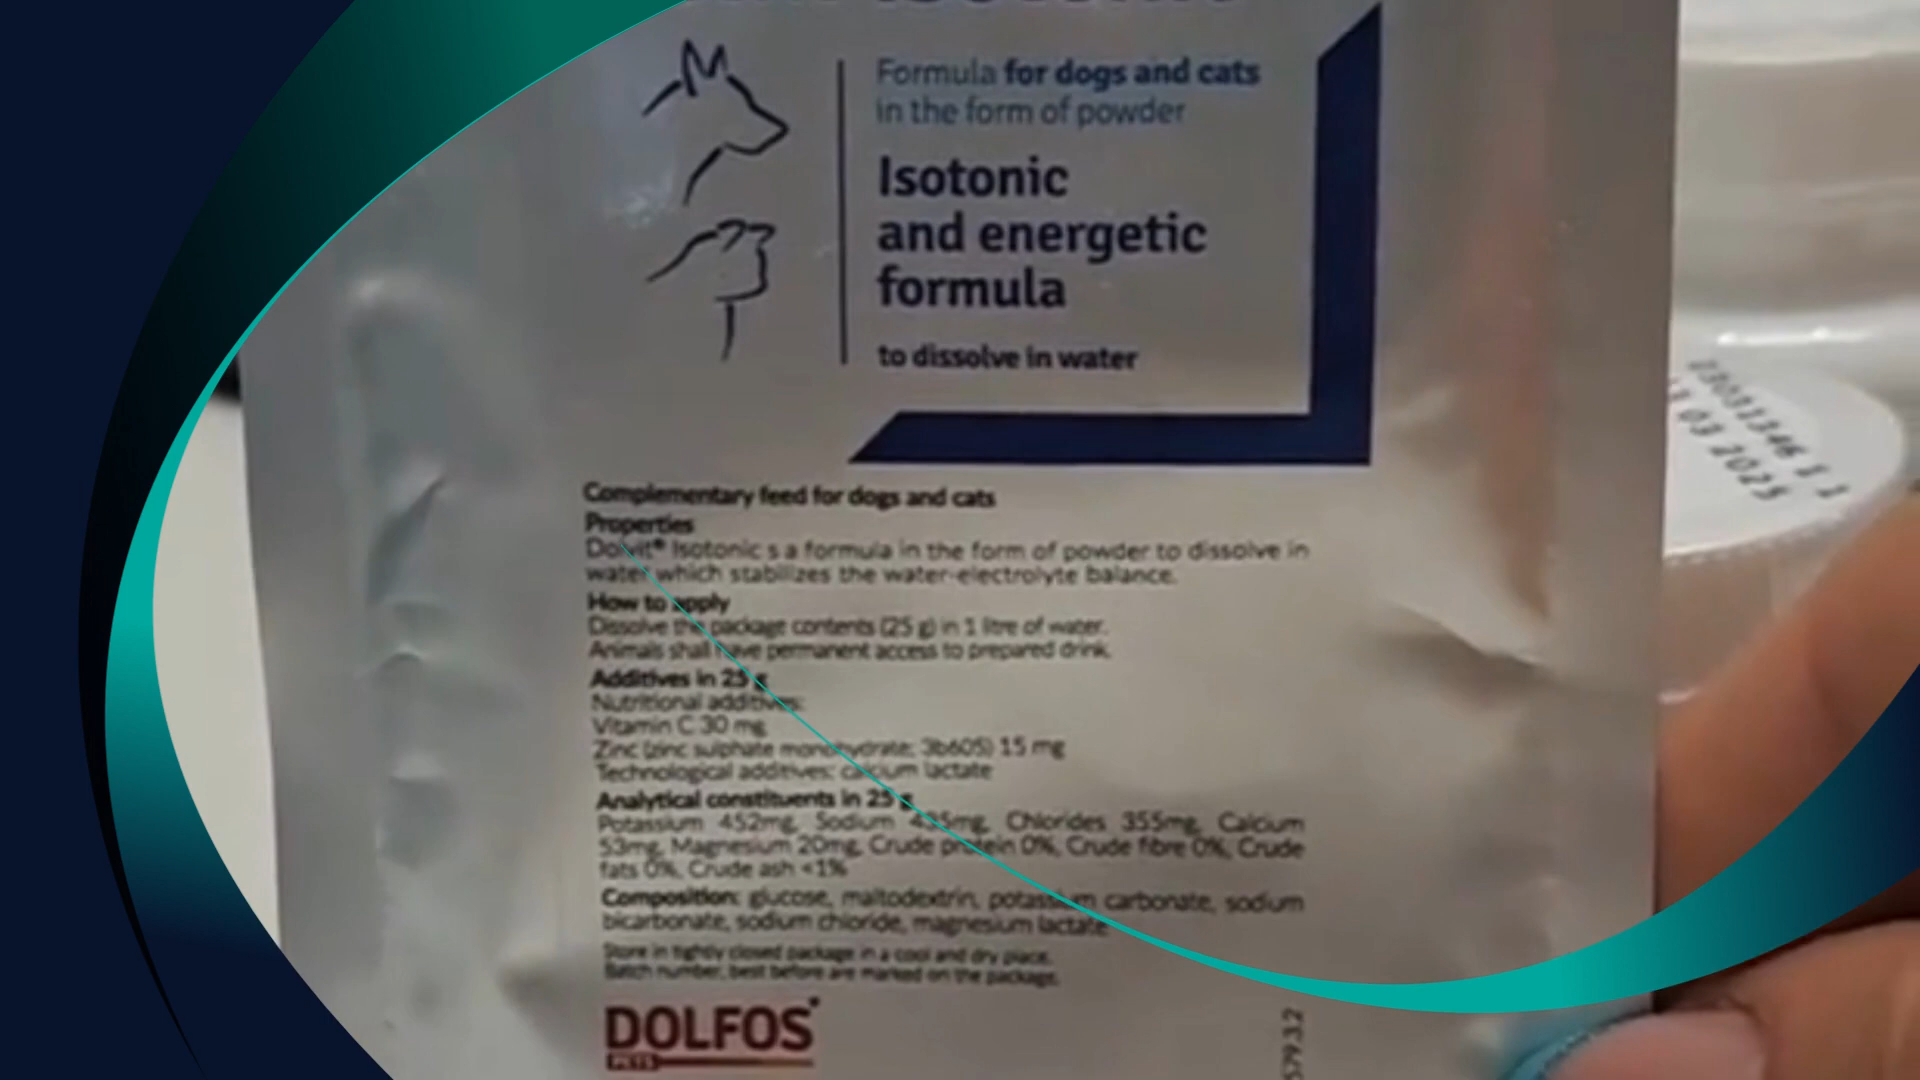 Formula for dogs and cats
in the form of powder
Isotonic
and energetic
formula
to dissolve in water
Complementary feed for dogs and cats
Properties
Dolvit® Isotonic s a formula in the form of powder to dissolve in
water which stabilizes the water-electrolyte balance.
How to apply
Dissolve the package contents (25 g) in 1 litre of water.
Animals shall have permanent access to prepared drink.
Additives in 25 g
Nutritional additives:
Vitamin C 30 mg
Zinc (zinc sulphate monohydrate; 3b605) 15 mg
Technological additives: calcium lactate
Analytical constituents in 25 g
Potassium 452mg, Sodium Chlorides 355mg, Calcium
53mg, Magnesium 20mg, Crude protein 0%, Crude fibre 0%, Crude
fats 0%, Crude ash <1%
Composition: glucose, maltodextrin, potassium carbonate, sodium
bicarbonate, sodium chloride, magnesium lactate
Store in tightly closed package in a cool and dry place.
Batch number, best before are marked on the package.
DOLFOS
PETS
579.3.2
03 2025